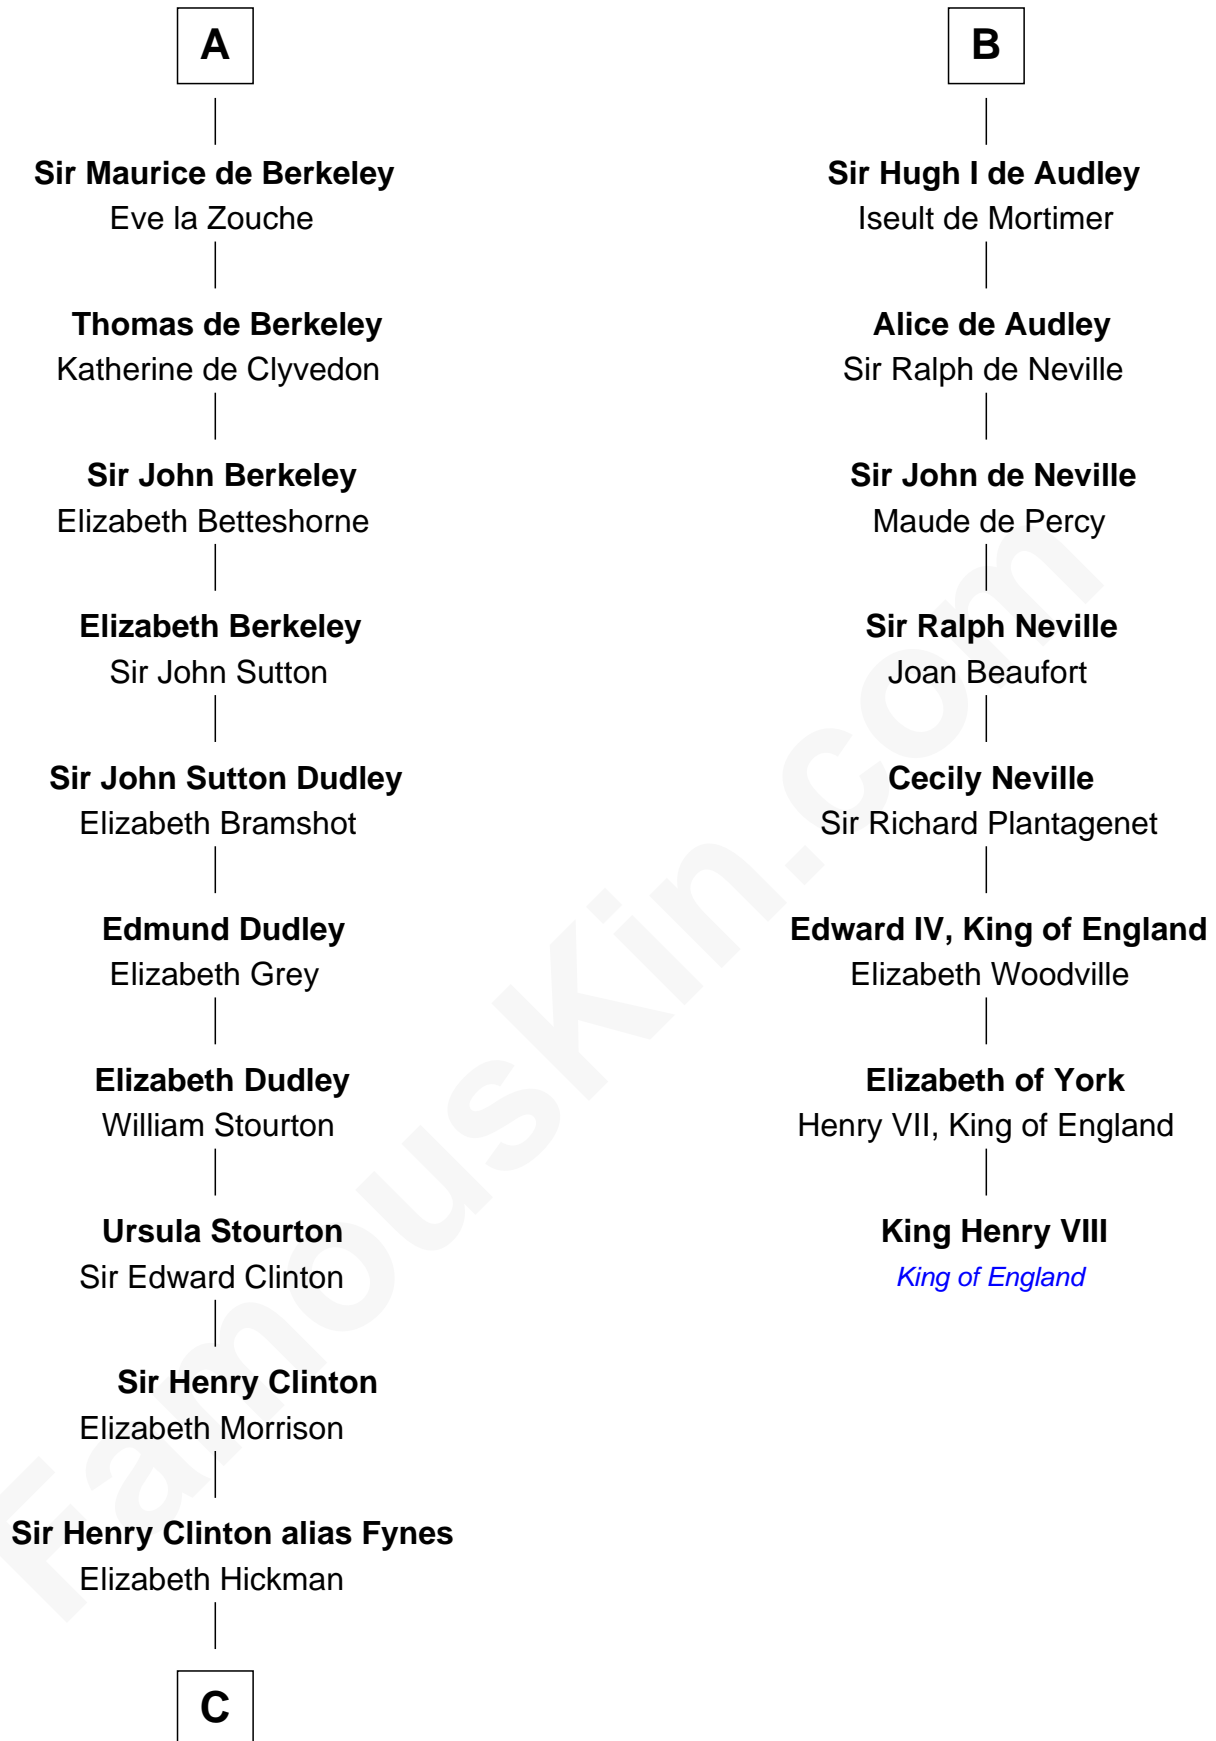 A
Sir Maurice de Berkeley
Eve la Zouche
Thomas de Berkeley
Katherine de Clyvedon
Sir John Berkeley
Elizabeth Betteshorne
Elizabeth Berkeley
Sir John Sutton
Sir John Sutton Dudley
Elizabeth Bramshot
Edmund Dudley
Elizabeth Grey
Elizabeth Dudley
William Stourton
Ursula Stourton
Sir Edward Clinton
Sir Henry Clinton
Elizabeth Morrison
Sir Henry Clinton alias Fynes
Elizabeth Hickman
C
B
Sir Hugh I de Audley
Iseult de Mortimer
Alice de Audley
Sir Ralph de Neville
Sir John de Neville
Maude de Percy
Sir Ralph Neville
Joan Beaufort
Cecily Neville
Sir Richard Plantagenet
Edward IV, King of England
Elizabeth Woodville
Elizabeth of York
Henry VII, King of England
King Henry VIII
King of England
FamousKin.com